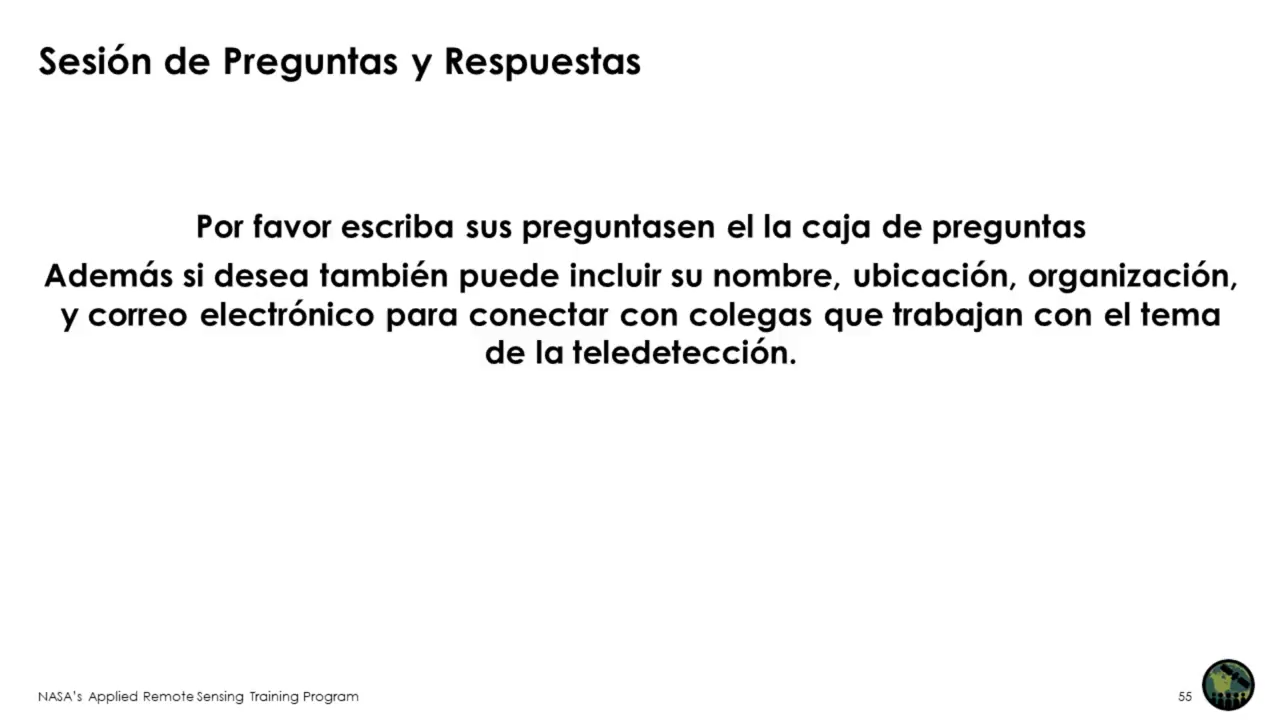 Sesión de Preguntas y Respuestas
Por favor escriba sus preguntasen el la caja de preguntas
Además si desea también puede incluir su nombre, ubicación, organización,
y correo electrónico para conectar con colegas que trabajan con el tema
de la teledetección.
NASA's Applied Remote Sensing Training Program
55